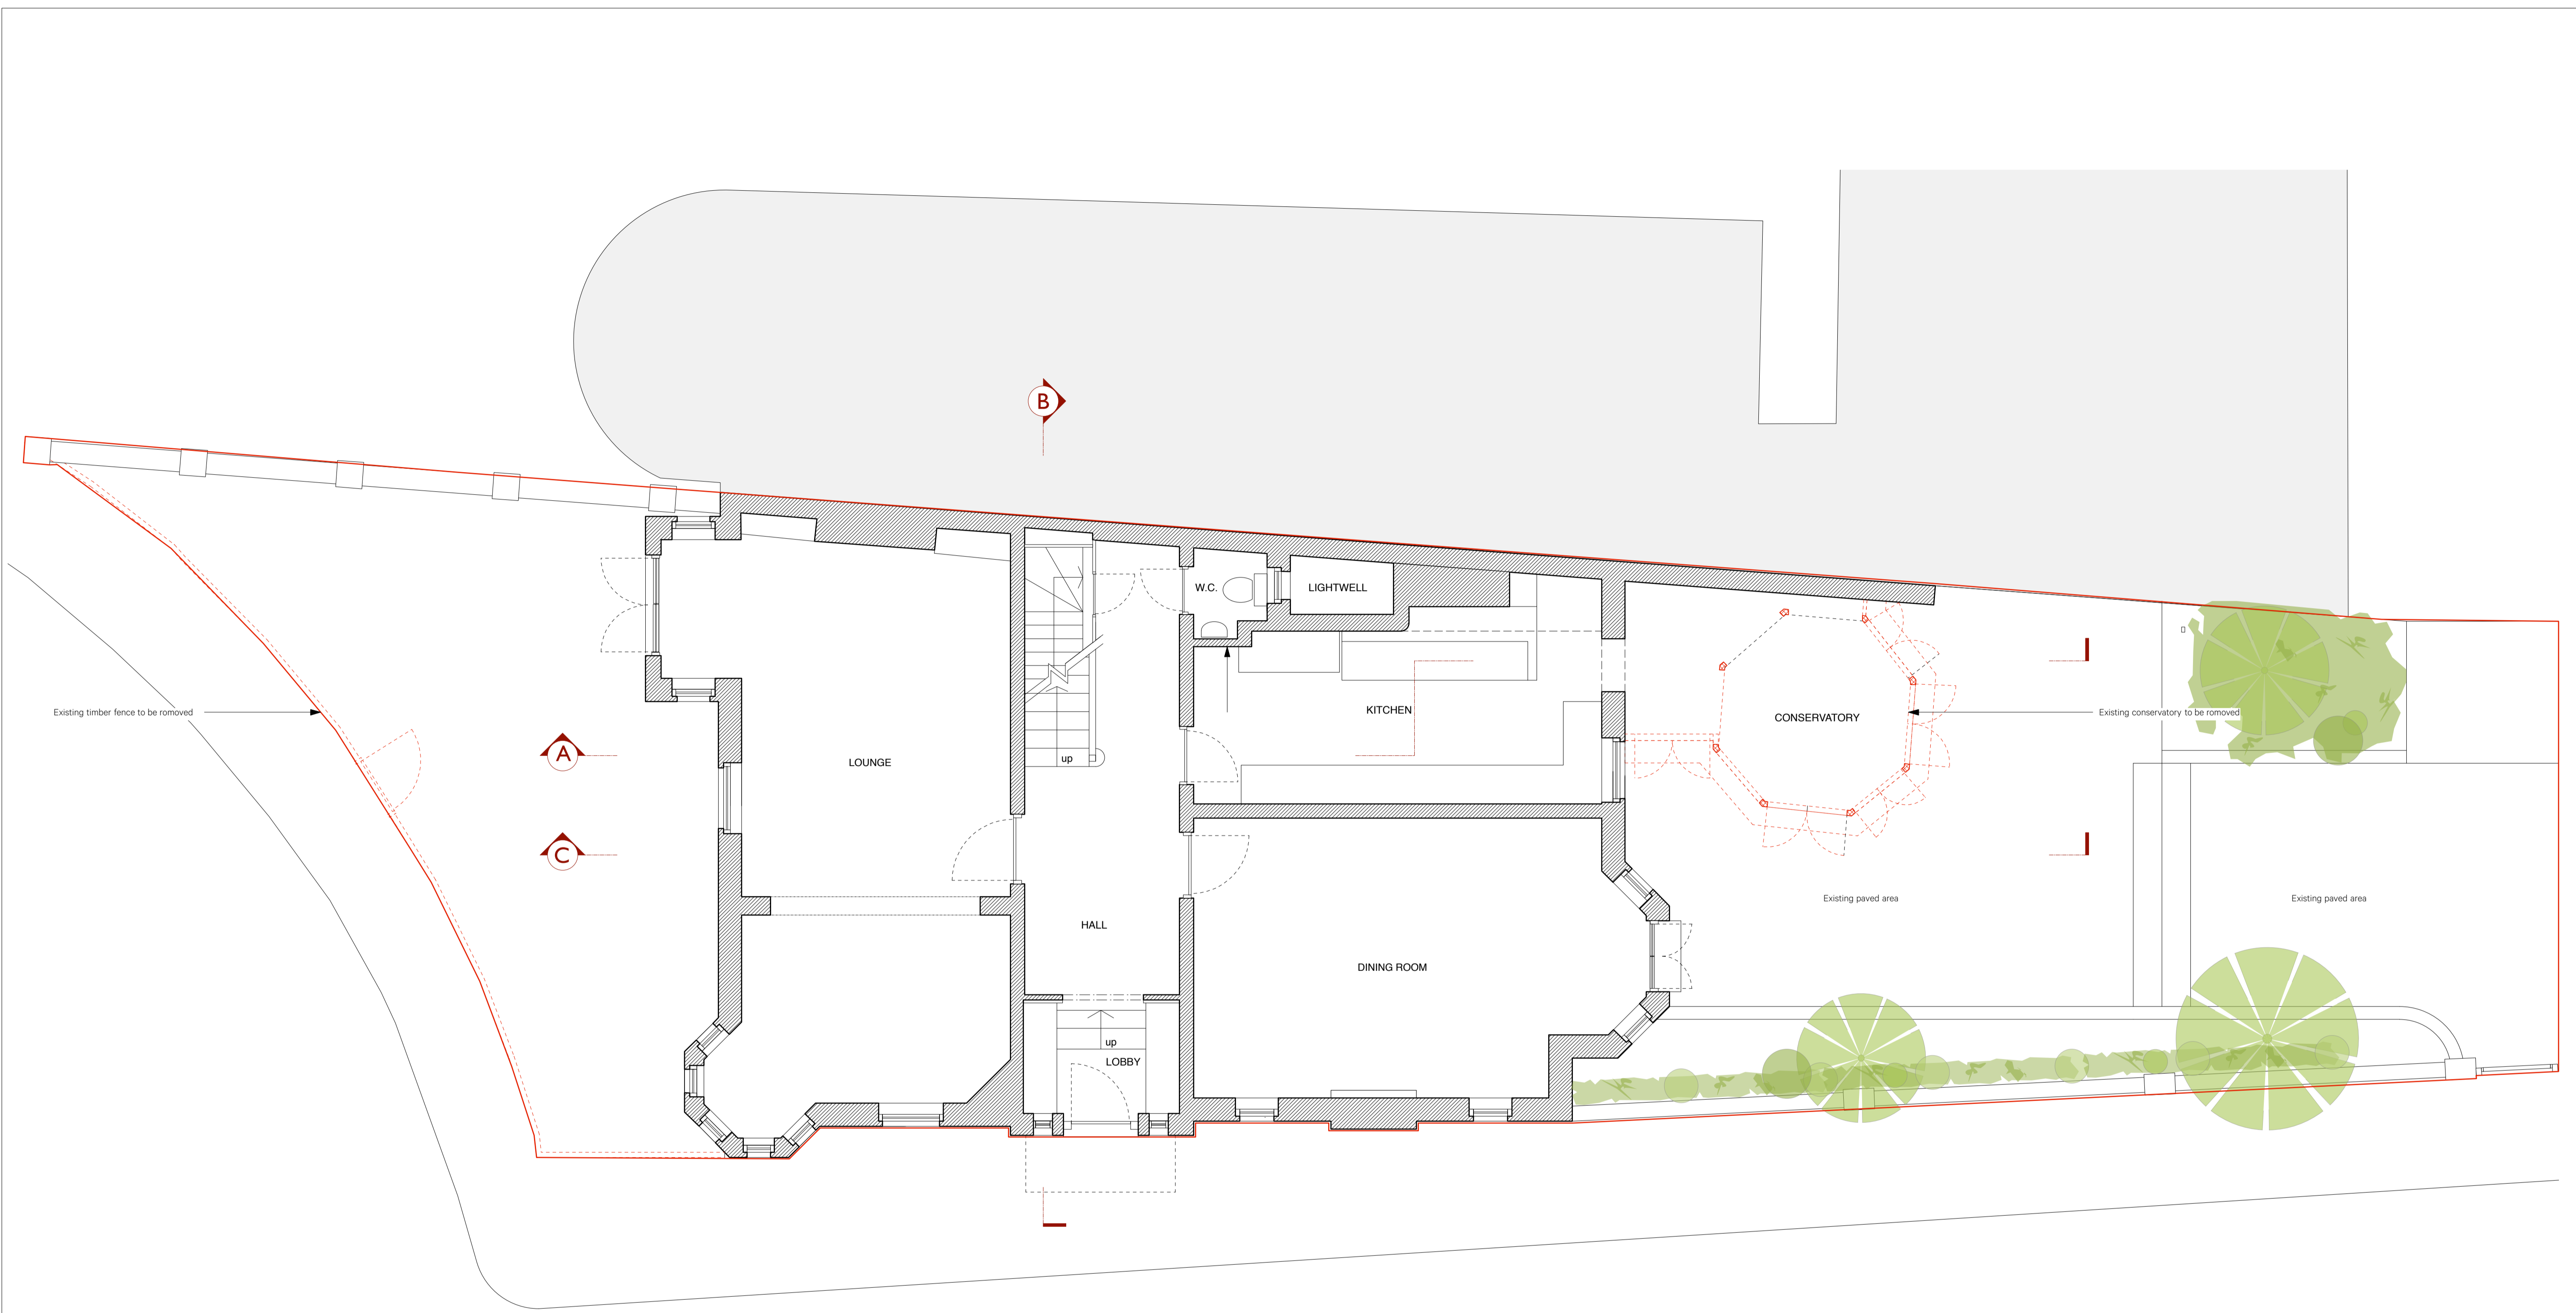 B
W.C.
LIGHTWELL
Existing timber fence to be romoved
KITCHEN
CONSERVATORY
Existing conservatory to be romoved
A
LOUNGE
up
C
Existing paved area
Existing paved area
HALL
DINING ROOM
up
LOBBY